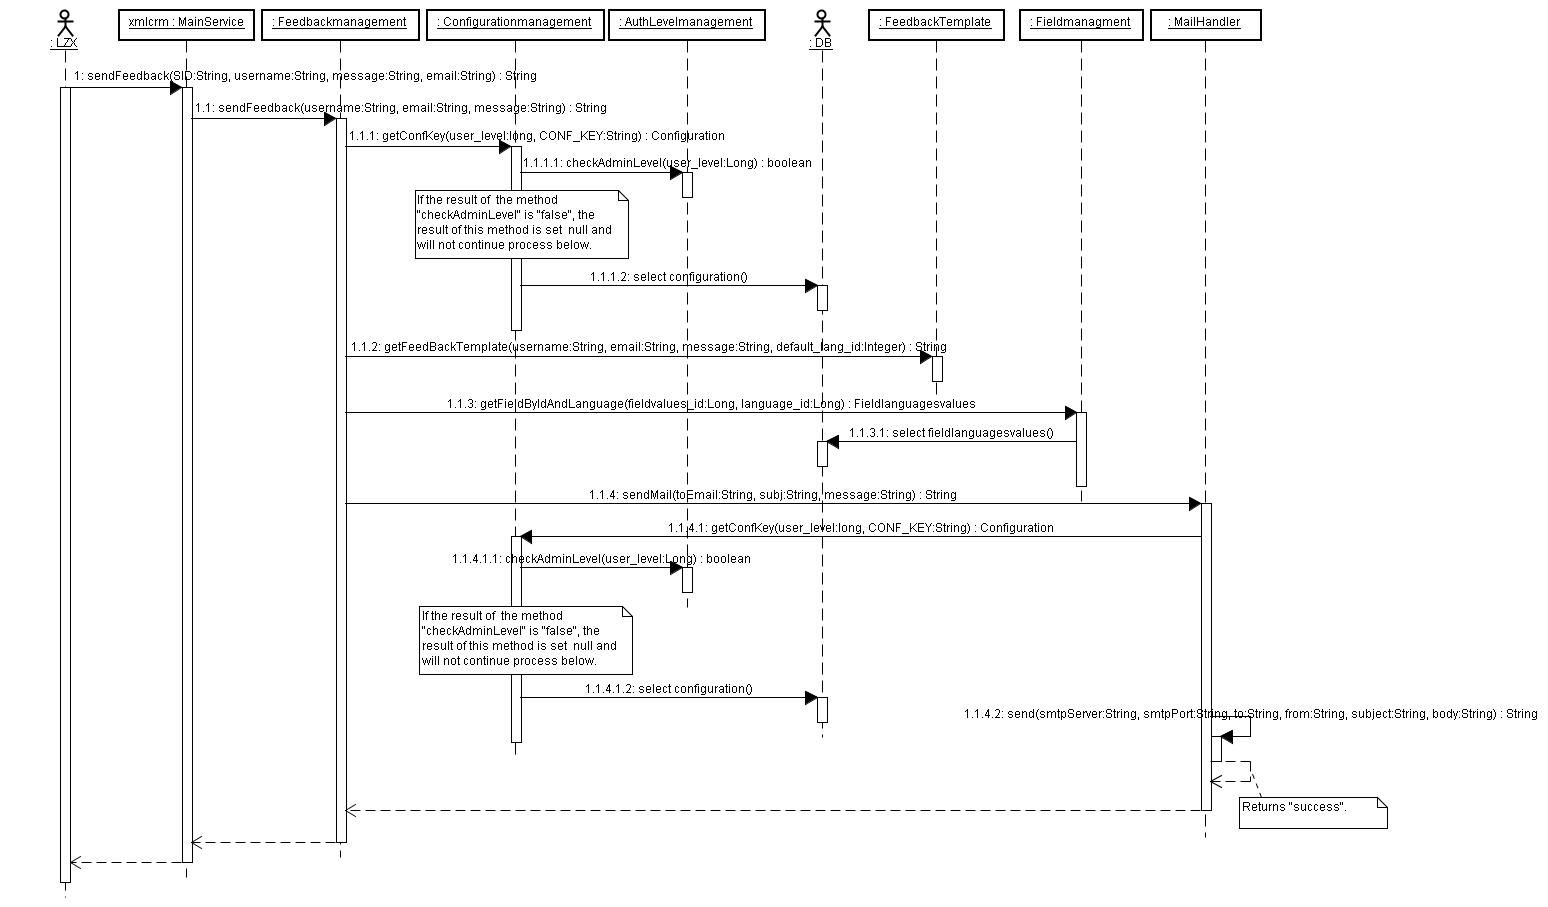 : LZX
xmlcrm : MainService
: Feedbackmanagement
: Configurationmanagement
: AuthLevelmanagement
: DB
: FeedbackTemplate
: Fieldmanagment
: MailHandler
1: sendFeedback(SID:String, username:String, message:String, email:String) : String
1.1: sendFeedback(username:String, email:String, message:String) : String
1.1.1: getConfKey(user_level:long, CONF_KEY:String) : Configuration
1.1.1.1: checkAdminLevel(user_level:Long) : boolean
If the result of the method
"checkAdminLevel" is "false", the
result of this method is set null and
will not continue process below.
1.1.1.2: select configuration()
1.1.2: getFeedBackTemplate(username:String, email:String, message:String, default_lang_id:Integer) : String
1.1.3: getFieldByIdAndLanguage(fieldvalues_id:Long, language_id:Long) : Fieldlanguagesvalues
1.1.3.1: select fieldlanguagesvalues()
1.1.4: sendMail(toEmail:String, subj:String, message:String) : String
1.1.4.1: getConfKey(user_level:long, CONF_KEY:String) : Configuration
1.1.4.1.1: checkAdminLevel(user_level:Long) : boolean
If the result of the method
"checkAdminLevel" is "false", the
result of this method is set null and
will not continue process below.
1.1.4.1.2: select configuration()
1.1.4.2: send(smtpServer:String, smtpPort:String, to:String, from:String, subject:String, body:String) : String
Returns "success".